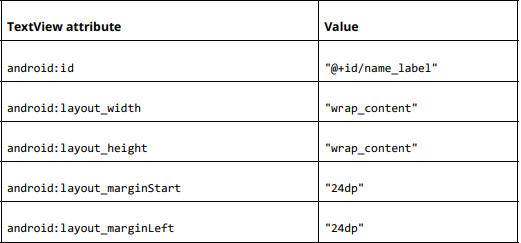 TextView attribute Value
android:id "@+id/name_label"
android:layout_width "wrap_content"
android:layout_height "wrap_content"
android:layout_marginStart "24dp"
android:layout_marginLeft "24dp"